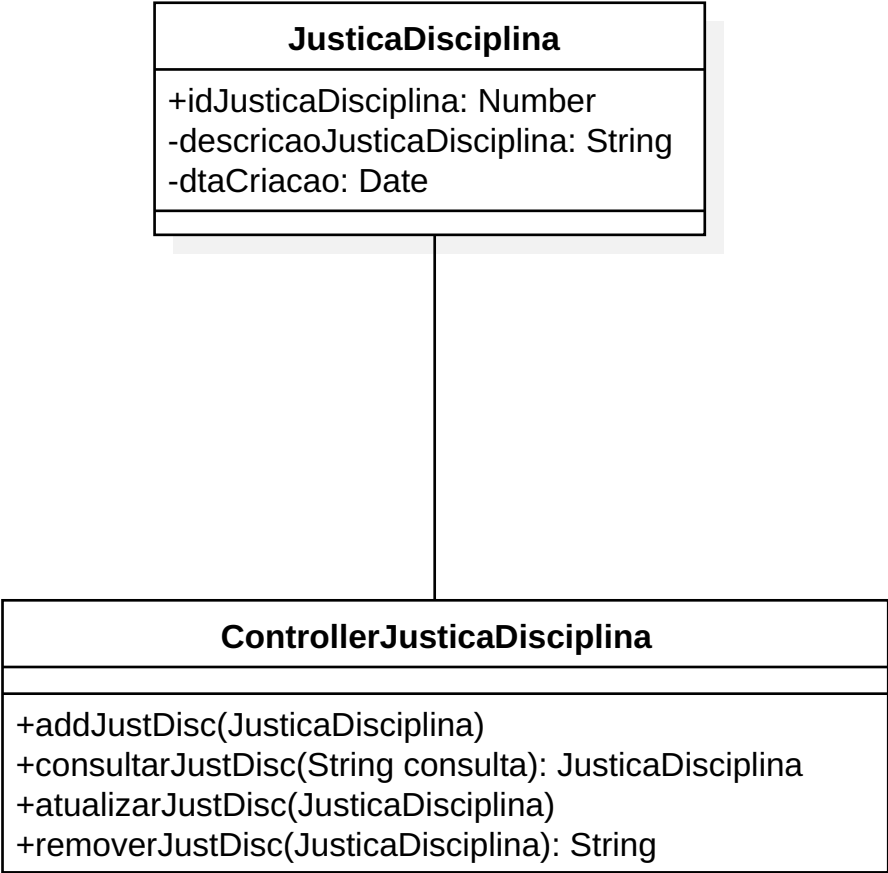 JusticaDisciplina
+idJusticaDisciplina: Number
-descricaoJusticaDisciplina: String
-dtaCriacao: Date
ControllerJusticaDisciplina
+addJustDisc(JusticaDisciplina)
+consultarJustDisc(String consulta): JusticaDisciplina
+atualizarJustDisc(JusticaDisciplina)
+removerJustDisc(JusticaDisciplina): String